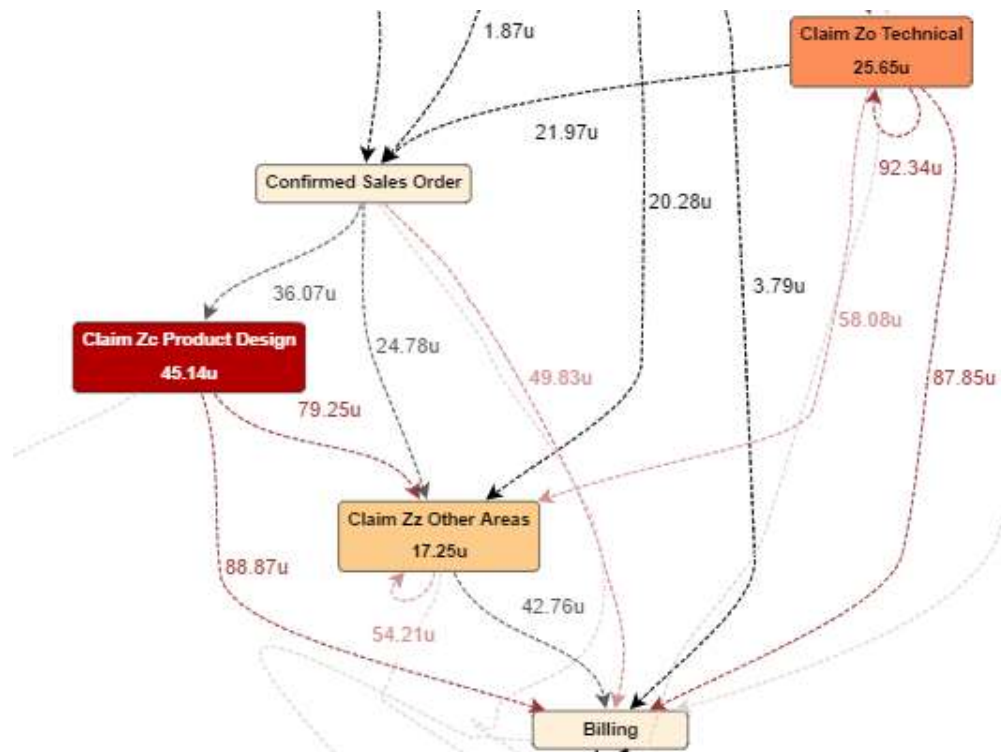 1.87u
Claim Zo Technical
25.65u
21.97u
92.34u
Confirmed Sales Order
20.28u
36.07u
3.79u
58.08u
Claim Zc Product Design
45.14u
24.78u
49.83u
87.85u
79.25u
Claim Zz Other Areas
17.25u
88.87u
42.76u
54.21u
Billing